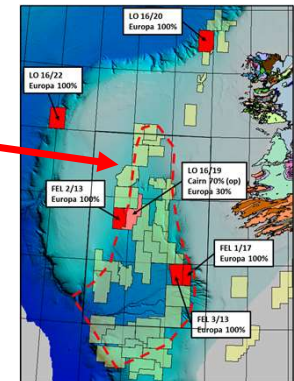 LO 16/20
Europa 100%
LO 16/22
Europa 100%
LO 16/19
Cairn 70% (op)
Europa 30%
FEL 2/13
Europa 100%
FEL 1/17
Europa 100%
FEL 3/13
Europa 100%